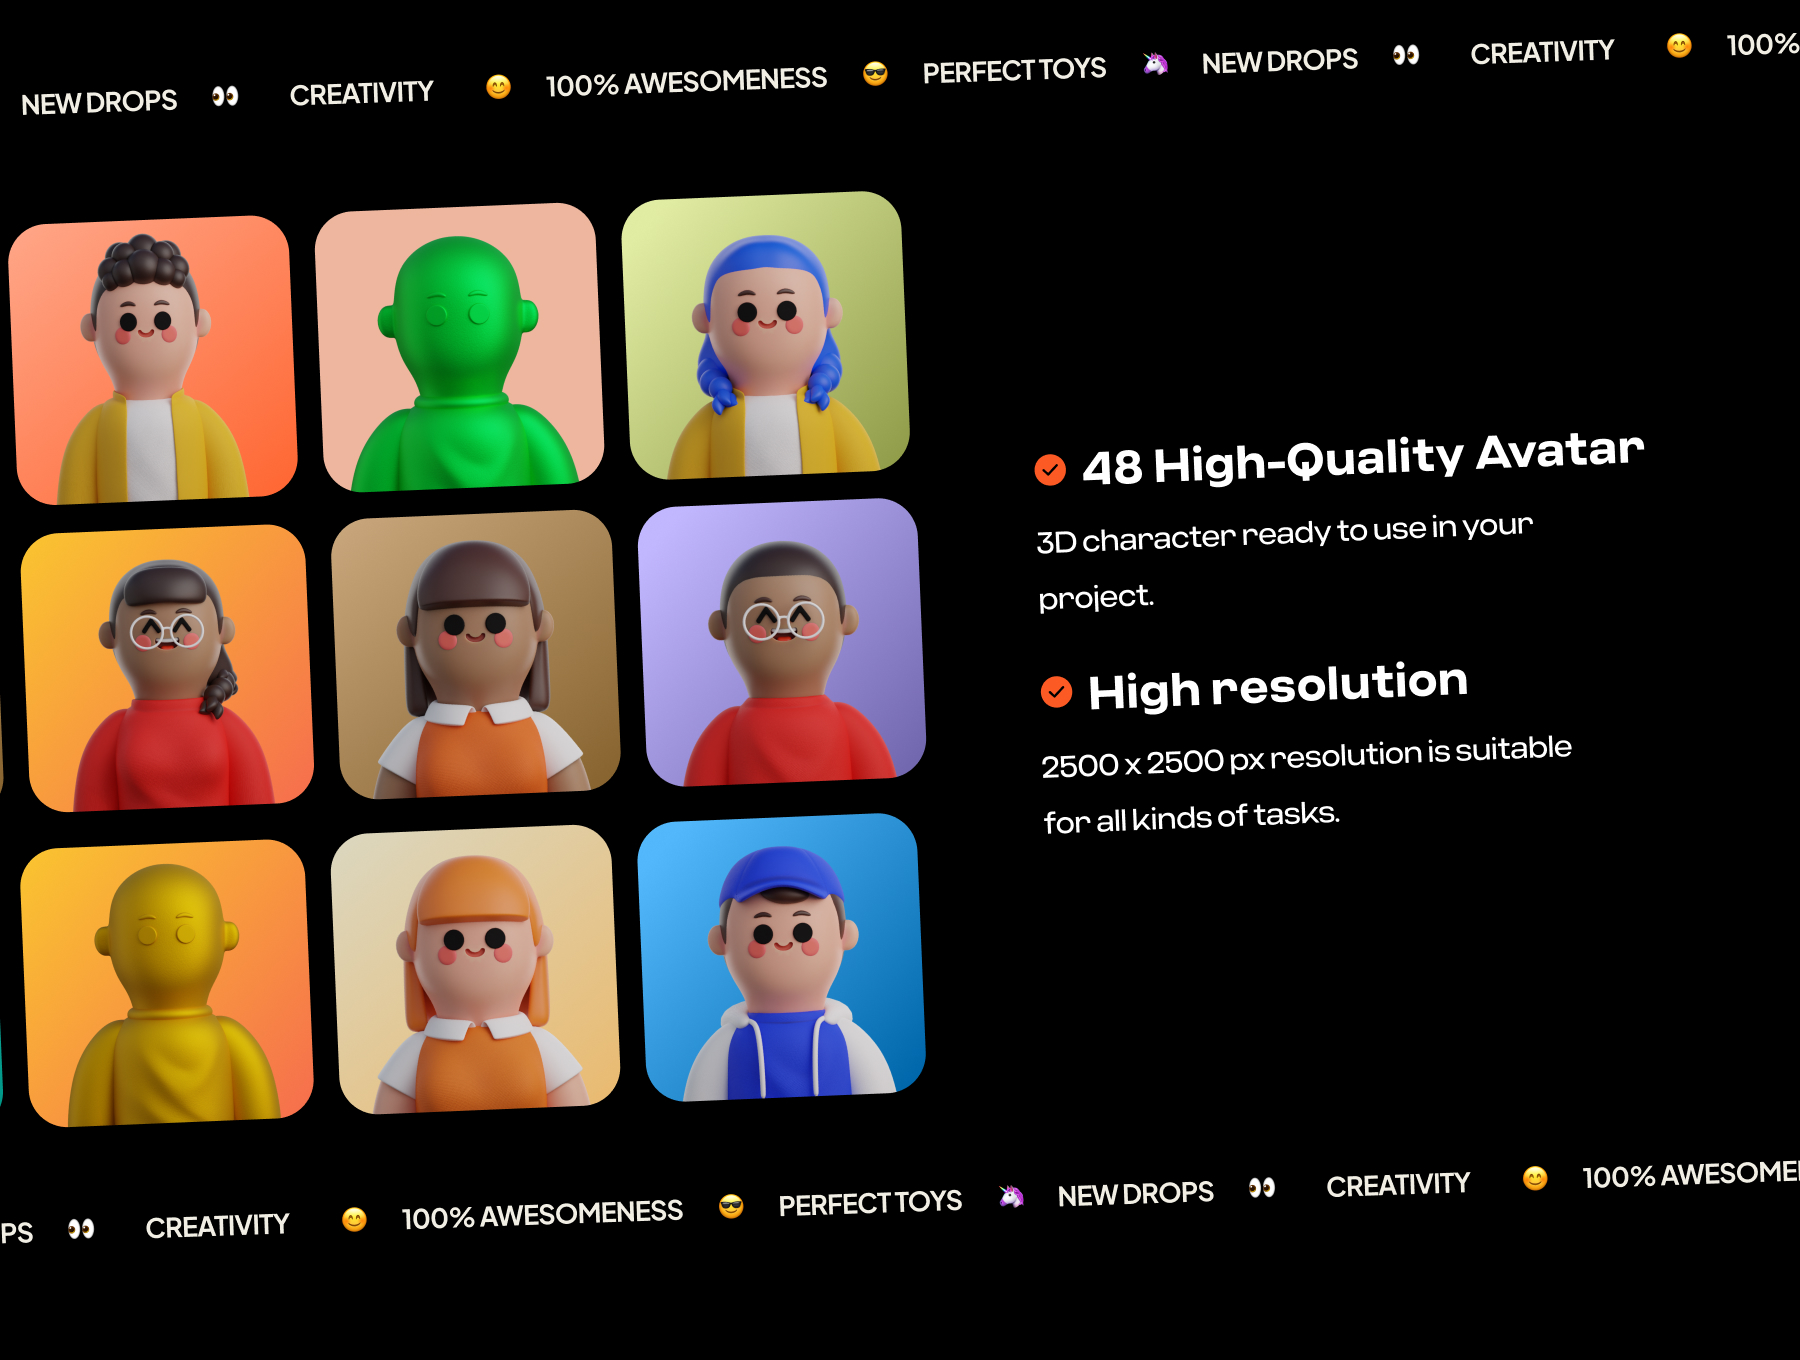 NEW DROPS 👀 CREATIVITY 😊 100% AWESOMENESS 😎 PERFECT TOYS 🦄 NEW DROPS 👀 CREATIVITY 😊 100%
48 High-Quality Avatar
3D character ready to use in your
project.
High resolution
2500 x 2500 px resolution is suitable
for all kinds of tasks.
PS 👀 CREATIVITY 😊 100% AWESOMENESS 😎 PERFECT TOYS 🦄 NEW DROPS 👀 CREATIVITY 😊 100% AWESOME